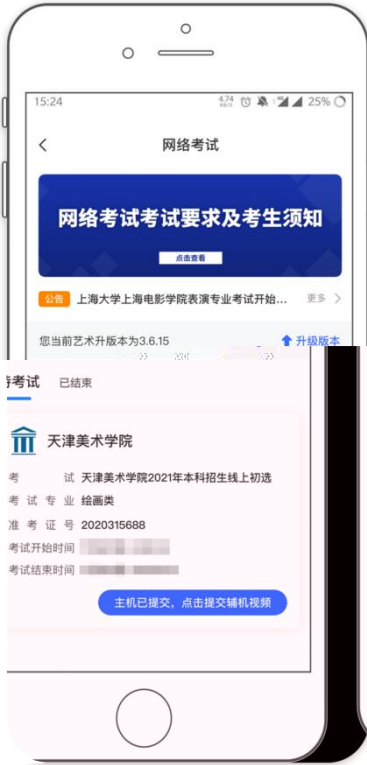 15:24
4.74
25%
网络考试
网络考试考试要求及考生须知
点击查看
公告 上海大学上海电影学院表演专业考试开始... 更多
您当前艺术升版本为3.6.15 升级版本
考试 已结束
天津美术学院
考 试 天津美术学院2021年本科招生线上初选
考试专业 绘画类
准考证号 2020315688
考试开始时间
考试结束时间
主机已提交，点击提交辅机视频